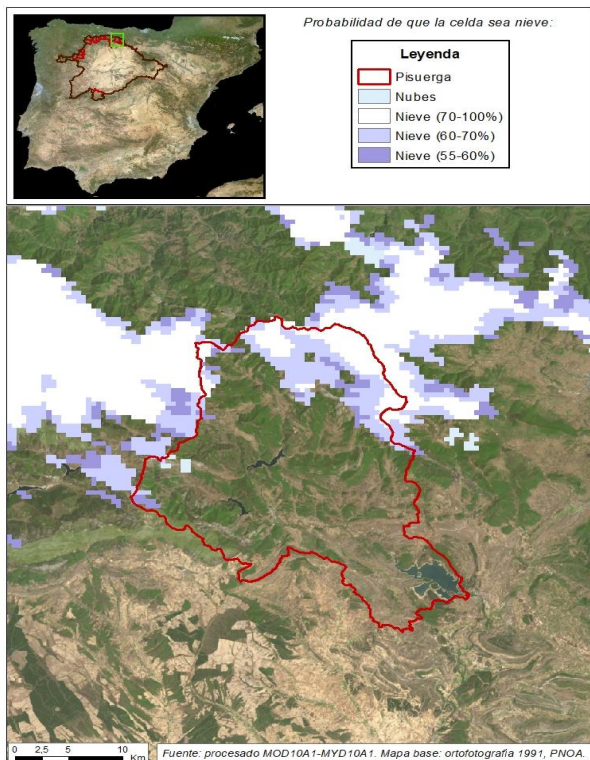 Probabilidad de que la celda sea nieve:
Leyenda
Pisuerga
Nubes
Nieve (70-100%)
Nieve (60-70%)
Nieve (55-60%)
0 2,5 5 10
Km
Fuente: procesado MOD10A1-MYD10A1. Mapa base: ortofotografía 1991, PNOA.